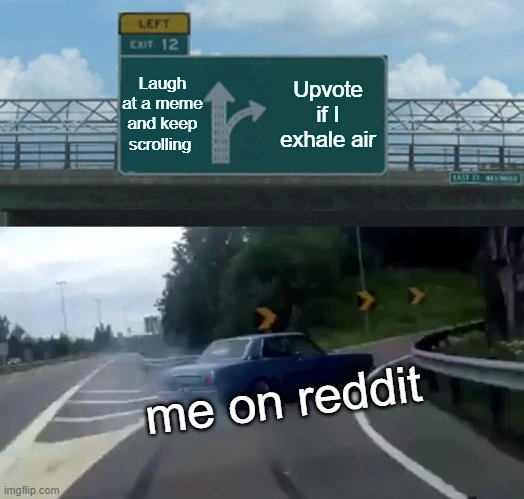 LEFT
EXIT 12
Laugh
at a meme
and keep
scrolling
Upvote
if I
exhale air
me on reddit
imgflip.com